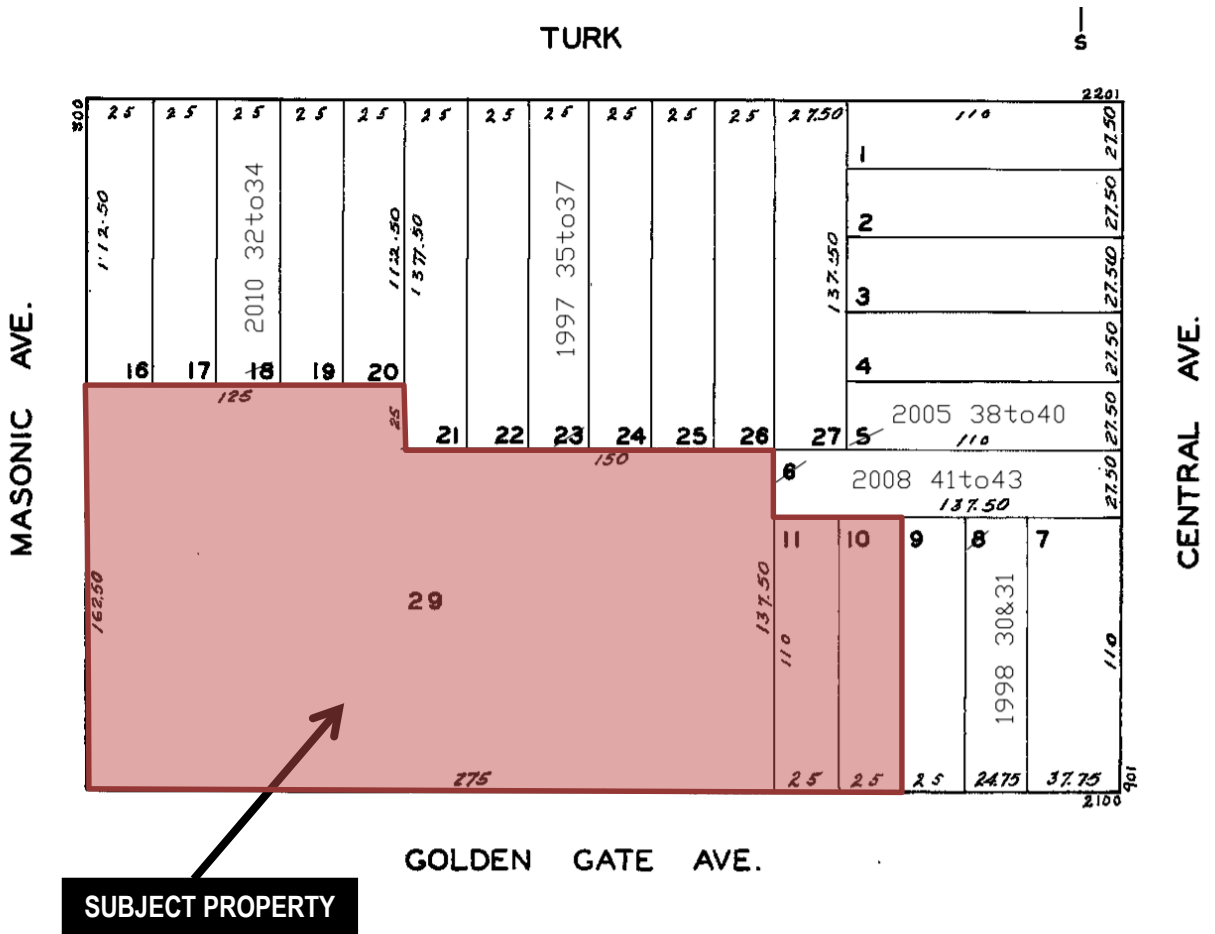 TURK
S
800
2201
25 25 25 25 25 25 25 25 25 25 25 27.50 110
27.50
1
27.50
2
112.50
2010 32to34
112.50
137.50
1997 35to37
137.50
27.50
3
27.50
4
MASONIC AVE.
CENTRAL AVE.
16 17 18 19 20
125
25
27.50
2005 38to40
21 22 23 24 25 26 27 5
110
150
6
2008 41to43
27.50
137.50
11 10 9 8 7
162.50
29
137.50
110
1998 30&31
110
275 25 25 25 24.75 37.75
901
2100
GOLDEN GATE AVE.
SUBJECT PROPERTY